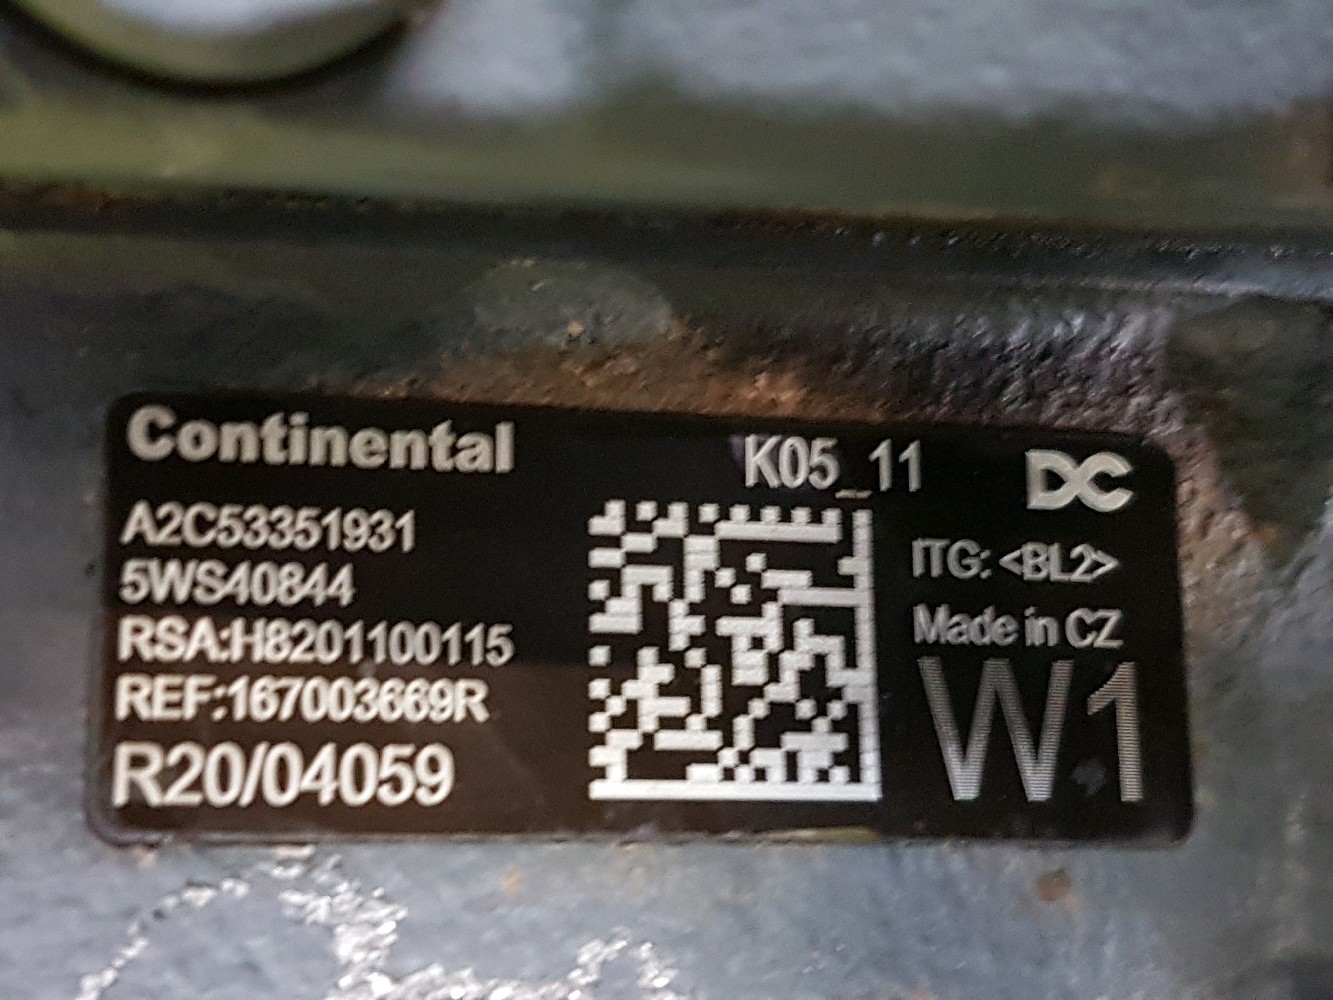 Continental
K05_11
DC
A2C53351931
5WS40844
RSA:H8201100115
REF:167003669R
R20/04059
ITG: <BL2>
Made in CZ
W1